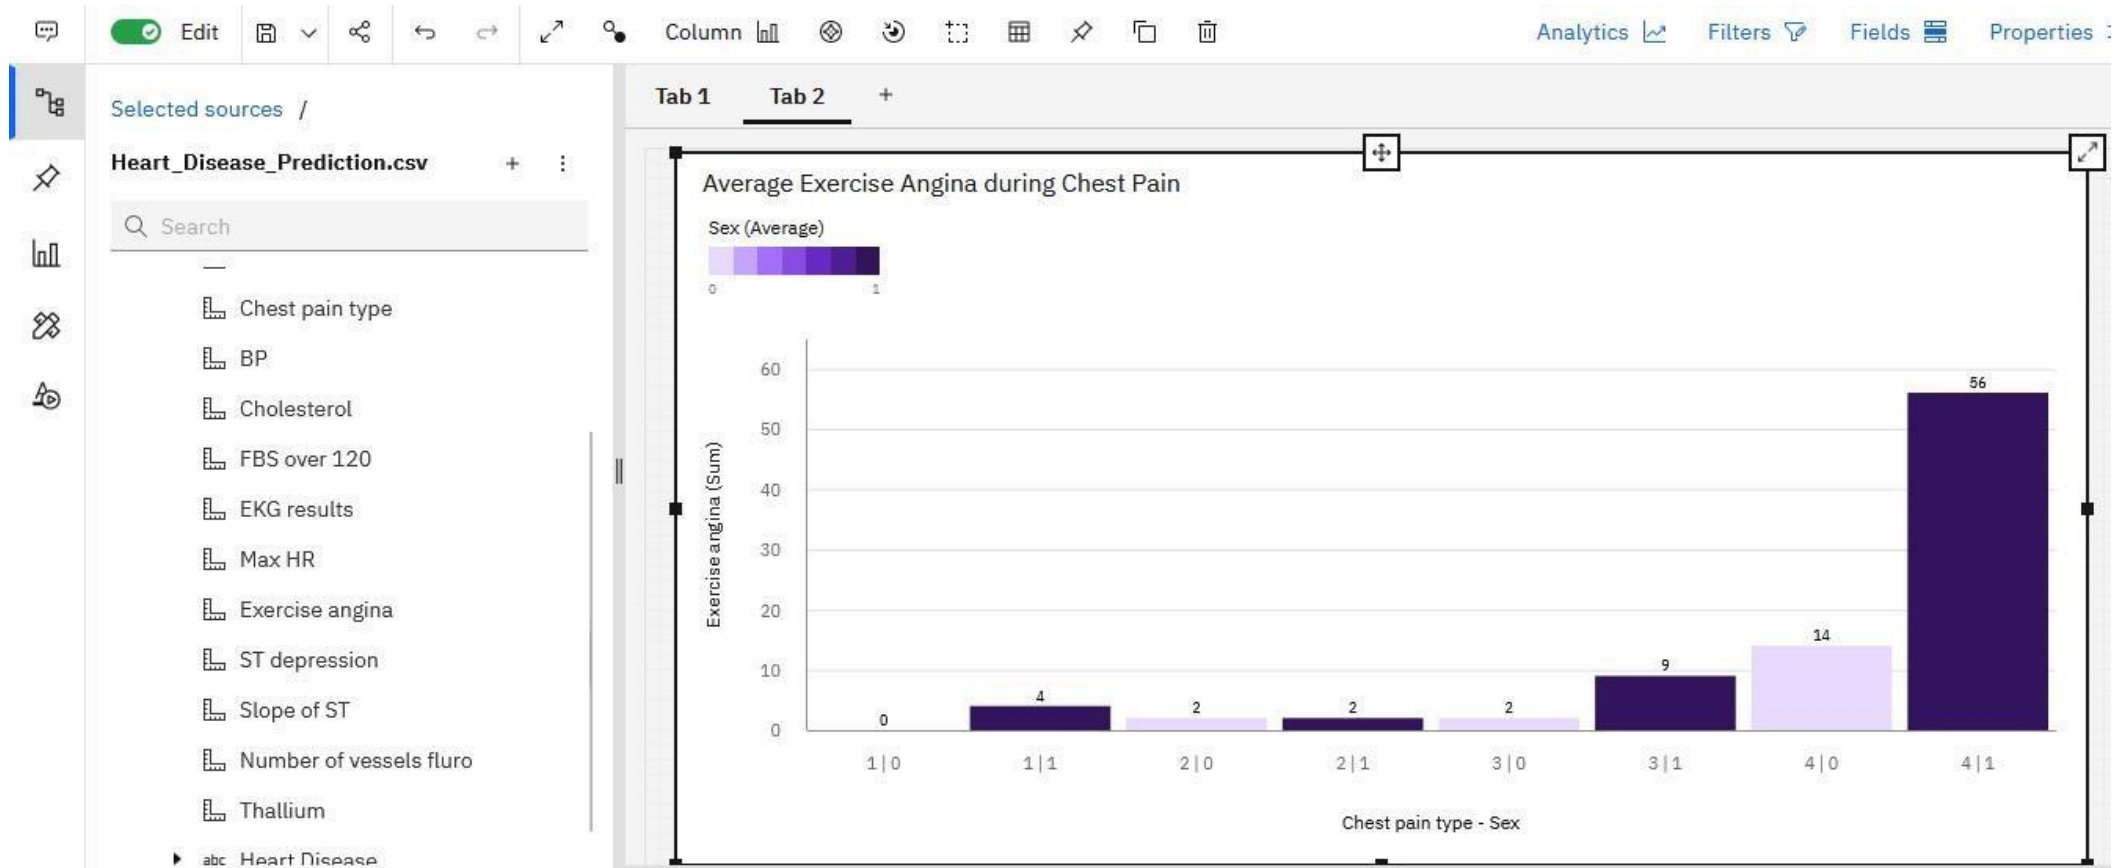 Edit
Column
Analytics
Filters
Fields
Properties
Selected sources /
Heart_Disease_Prediction.csv
Search
Chest pain type
BP
Cholesterol
FBS over 120
EKG results
Max HR
Exercise angina
ST depression
Slope of ST
Number of vessels fluro
Thallium
abc Heart Disease
Tab 1 Tab 2 +
Average Exercise Angina during Chest Pain
Sex (Average)
0 1
Exercise angina (Sum)
60
50
40
30
20
10
0
0 4 2 2 2 9 14 56
1|0 1|1 2|0 2|1 3|0 3|1 4|0 4|1
Chest pain type - Sex